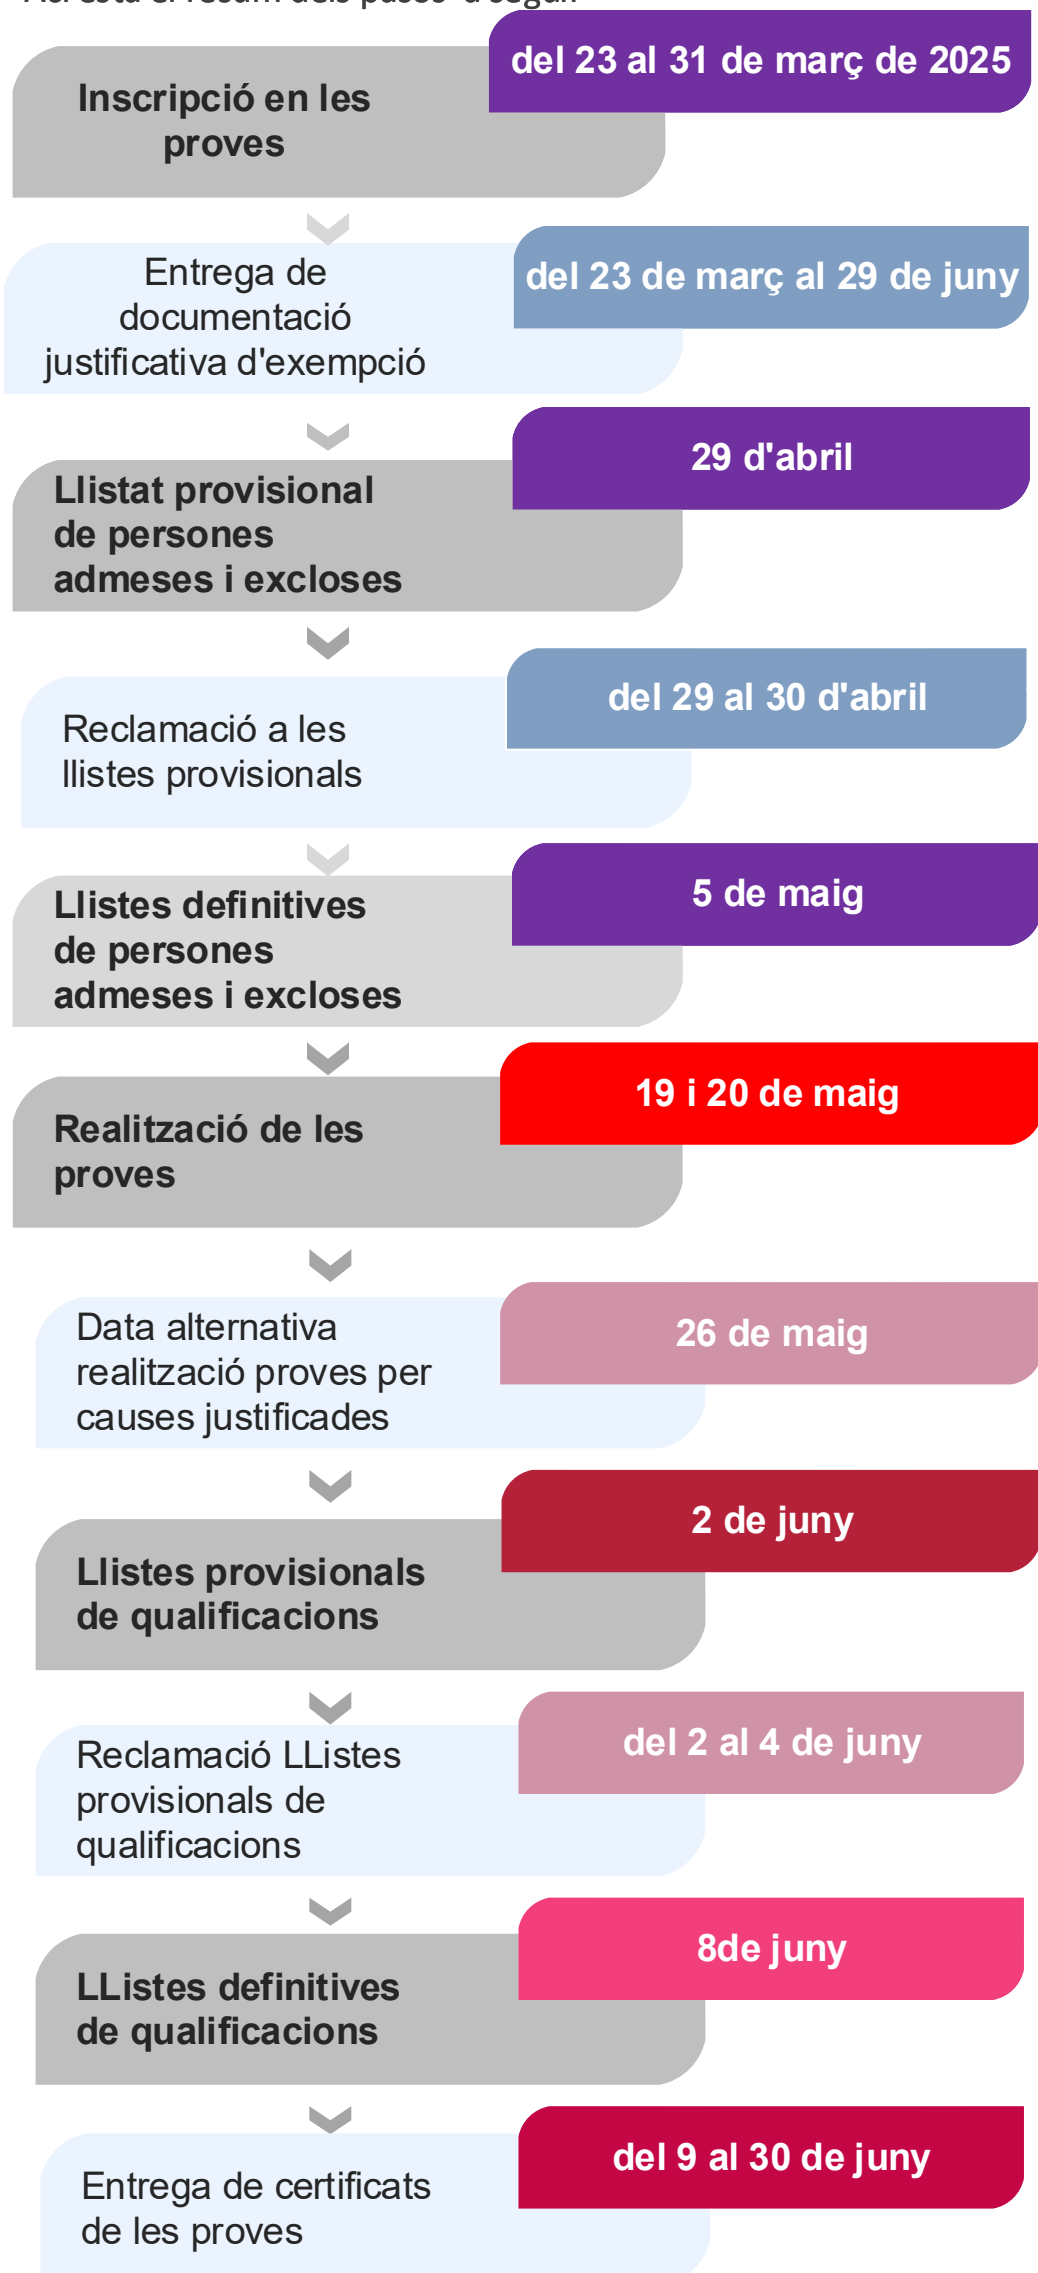 del 23 al 31 de març de 2025
Inscripció en les
proves
del 23 de març al 29 de juny
Entrega de
documentació
justificativa d'exempció
29 d'abril
Llistat provisional
de persones
admeses i excloses
del 29 al 30 d'abril
Reclamació a les
llistes provisionals
5 de maig
Llistes definitives
de persones
admeses i excloses
19 i 20 de maig
Realització de les
proves
26 de maig
Data alternativa
realització proves per
causes justificades
2 de juny
Llistes provisionals
de qualificacions
del 2 al 4 de juny
Reclamació LListes
provisionals de
qualificacions
8de juny
LListes definitives
de qualificacions
del 9 al 30 de juny
Entrega de certificats
de les proves